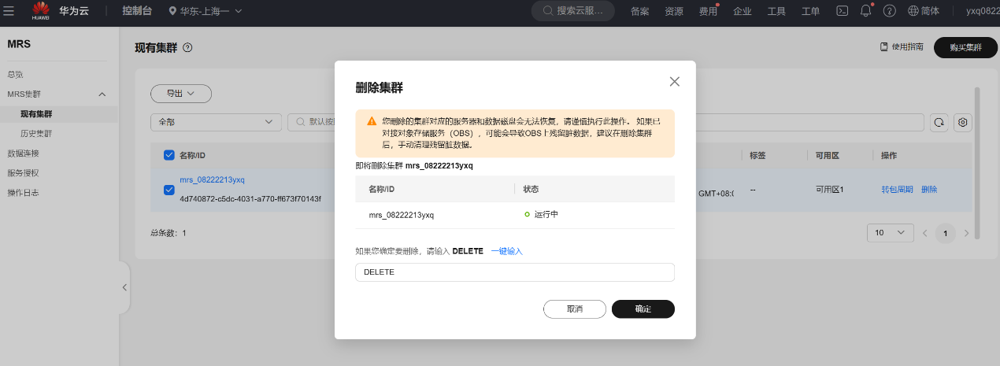 HUAWEI
华为云
控制台
华东-上海一
搜索云服...
备案
资源
费用
企业
工具
工单
简体
yxq0822
MRS
总览
MRS集群
现有集群
历史集群
数据连接
服务授权
操作日志
现有集群
使用指南
购买集群
导出
全部
默认按
名称/ID
标签
可用区
操作
mrs_08222213yxq
4d740872-c5dc-4031-a770-ff673f70143f
GMT+08:0
--
可用区1
转包周期
删除
总条数：1
10
1
删除集群
您删除的集群对应的服务器和数据磁盘会无法恢复，请谨慎执行此操作。 如果已
对接对象存储服务（OBS），可能会导致OBS上残留脏数据，建议在删除集群
后，手动清理残留脏数据。
即将删除集群 mrs_08222213yxq
名称/ID
状态
mrs_08222213yxq
运行中
如果您确定要删除，请输入 DELETE 一键输入
DELETE
取消
确定